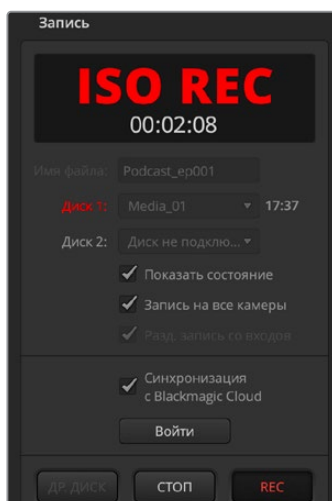 Запись
ISO REC
00:02:08
Имя файла: Podcast_ep001
Диск 1: Media_01 17:37
Диск 2: Диск не подклю...
Показать состояние
Запись на все камеры
Разд. запись со входов
Синхронизация
с Blackmagic Cloud
Войти
ДР. ДИСК СТОП REC